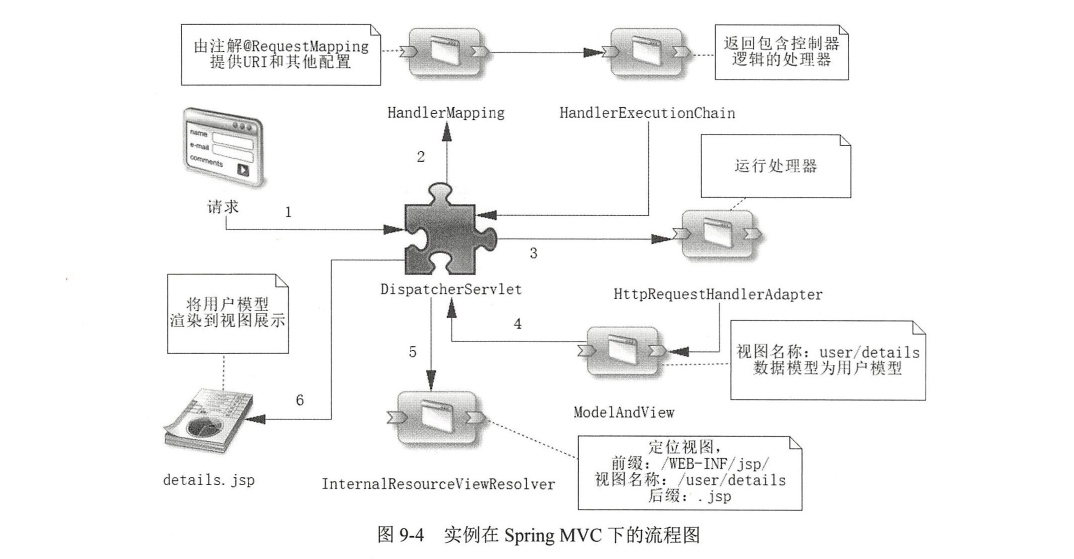 由注解@RequestMapping
提供URI和其他配置
返回包含控制器
逻辑的处理器
HandlerMapping
HandlerExecutionChain
name
e-mail
comments
请求
1
2
运行处理器
3
DispatcherServlet
HttpRequestHandlerAdapter
将用户模型
渲染到视图展示
4
5
视图名称：user/details
数据模型为用户模型
6
ModelAndView
details.jsp
InternalResourceViewResolver
定位视图，
前缀：/WEB-INF/jsp/
视图名称：/user/details
后缀：.jsp
图 9-4 实例在 Spring MVC 下的流程图